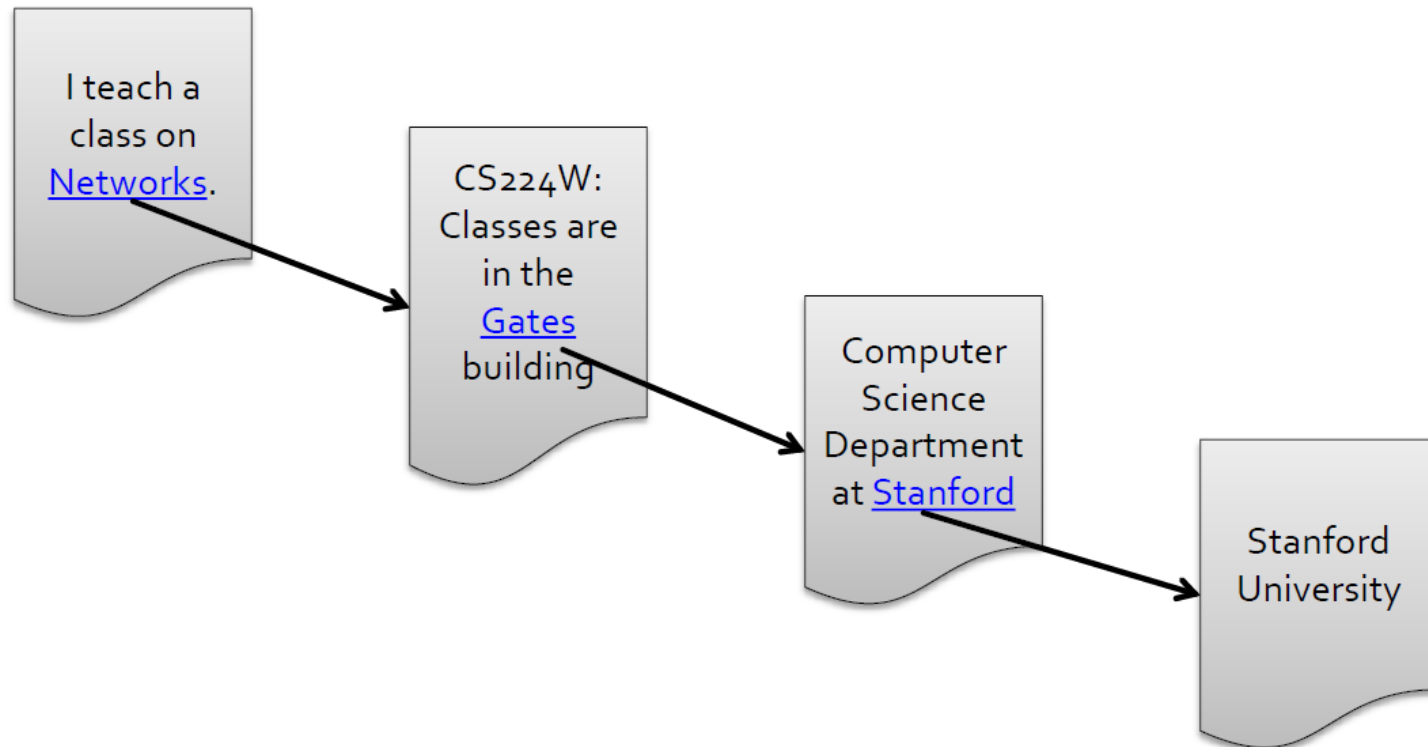 I teach a
class on
Networks.
CS224W:
Classes are
in the
Gates
building
Computer
Science
Department
at Stanford
Stanford
University